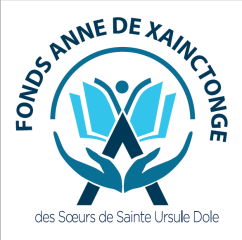 FONDS ANNE DE XAINCTONGE
des Sœurs de Sainte Ursule Dole